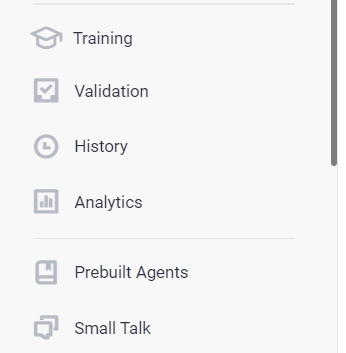 Training
Validation
History
Analytics
Prebuilt Agents
Small Talk